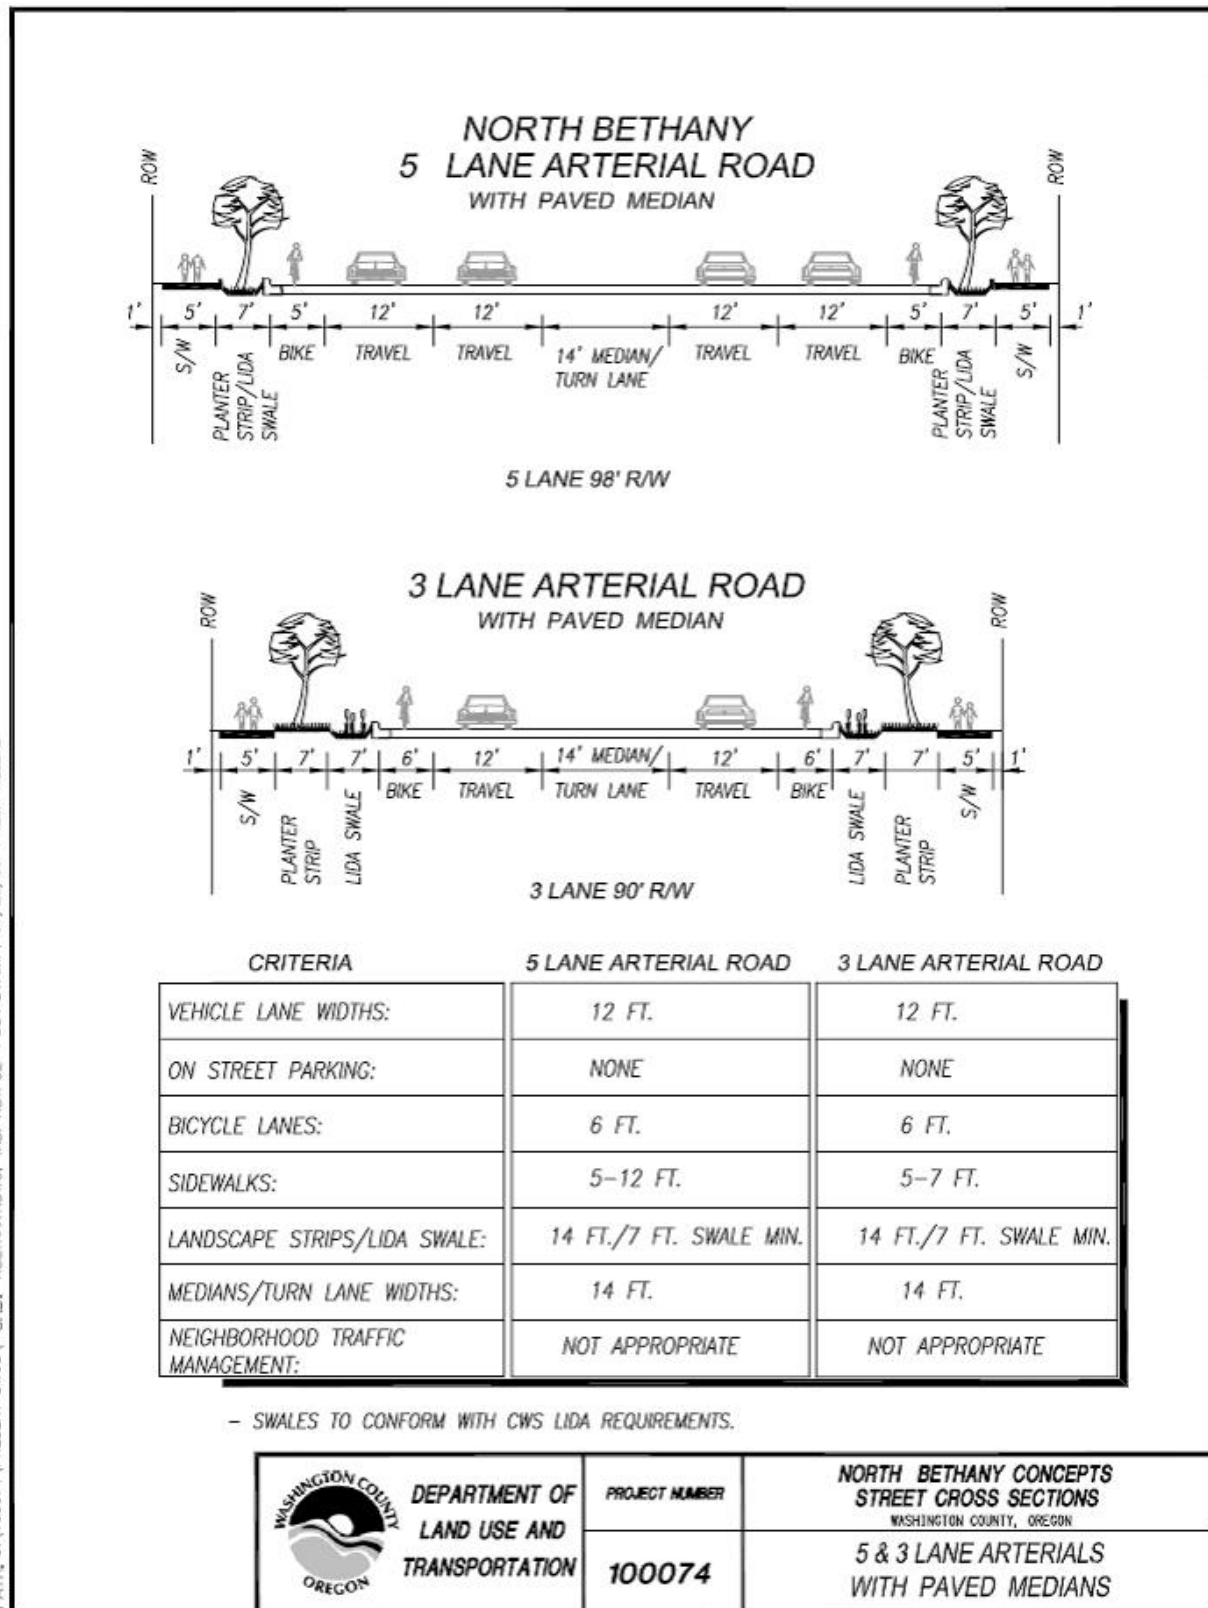 NORTH BETHANY
5 LANE ARTERIAL ROAD
WITH PAVED MEDIAN
ROW
ROW
1' 5' 7' 5' 12' 12' 12' 12' 5' 7' 5' 1'
S/W
PLANTER
STRIP/LIDA
SWALE
BIKE
TRAVEL
TRAVEL
14' MEDIAN/
TURN LANE
TRAVEL
TRAVEL
BIKE
PLANTER
STRIP/LIDA
SWALE
S/W
5 LANE 98' R/W
3 LANE ARTERIAL ROAD
WITH PAVED MEDIAN
ROW
ROW
1' 5' 7' 7' 6' 12' 14' MEDIAN/ 12' 6' 7' 7' 5' 1'
S/W
PLANTER
STRIP
LIDA SWALE
BIKE
TRAVEL
TURN LANE
TRAVEL
BIKE
LIDA SWALE
PLANTER
STRIP
S/W
3 LANE 90' R/W
CRITERIA 5 LANE ARTERIAL ROAD 3 LANE ARTERIAL ROAD
VEHICLE LANE WIDTHS: 12 FT. 12 FT.
ON STREET PARKING: NONE NONE
BICYCLE LANES: 6 FT. 6 FT.
SIDEWALKS: 5-12 FT. 5-7 FT.
LANDSCAPE STRIPS/LIDA SWALE: 14 FT./7 FT. SWALE MIN. 14 FT./7 FT. SWALE MIN.
MEDIANS/TURN LANE WIDTHS: 14 FT. 14 FT.
NEIGHBORHOOD TRAFFIC
MANAGEMENT: NOT APPROPRIATE NOT APPROPRIATE
- SWALES TO CONFORM WITH CWS LIDA REQUIREMENTS.
WASHINGTON COUNTY
OREGON
DEPARTMENT OF
LAND USE AND
TRANSPORTATION
PROJECT NUMBER
100074
NORTH BETHANY CONCEPTS
STREET CROSS SECTIONS
WASHINGTON COUNTY, OREGON
5 & 3 LANE ARTERIALS
WITH PAVED MEDIANS